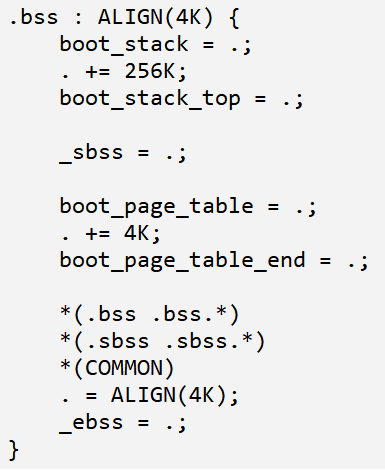 .bss : ALIGN(4K) {
    boot_stack = .;
    . += 256K;
    boot_stack_top = .;

    _sbss = .;

    boot_page_table = .;
    . += 4K;
    boot_page_table_end = .;

    *(.bss .bss.*)
    *(.sbss .sbss.*)
    *(COMMON)
    . = ALIGN(4K);
    _ebss = .;
}